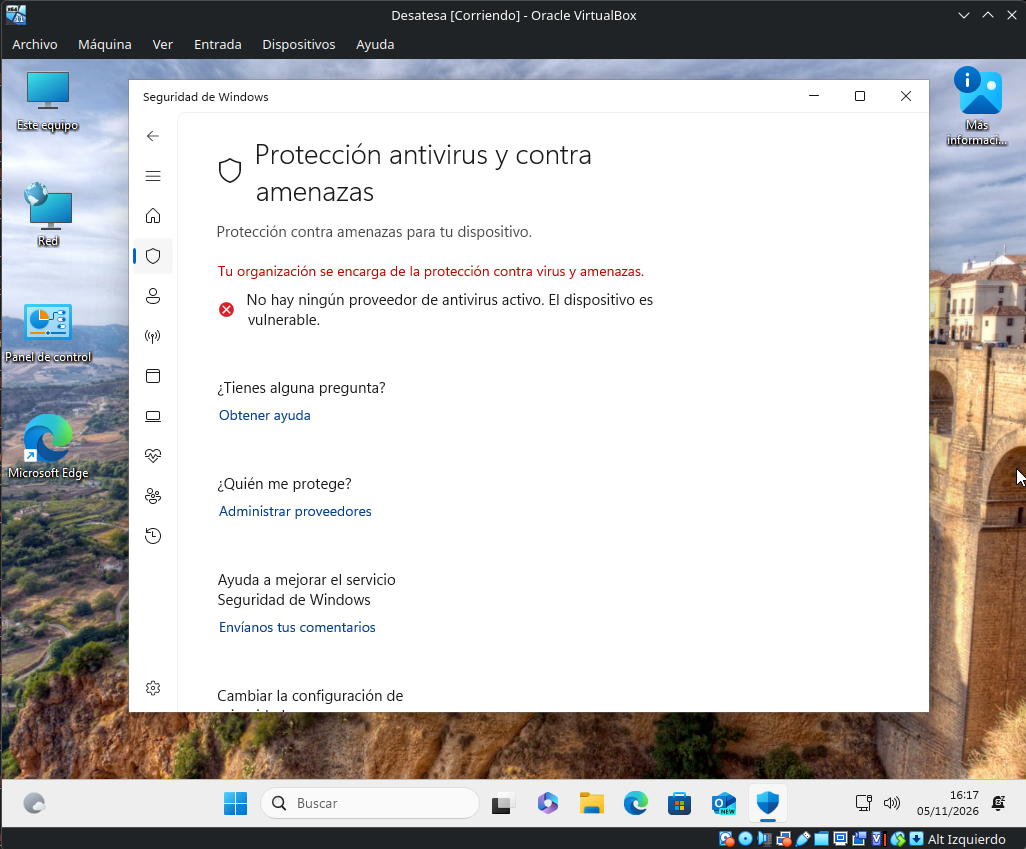 Desatesa [Corriendo] - Oracle VirtualBox
Archivo Máquina Ver Entrada Dispositivos Ayuda
Este equipo
Red
Panel de control
Microsoft Edge
Más
informaci...
Seguridad de Windows
Protección antivirus y contra
amenazas
Protección contra amenazas para tu dispositivo.
Tu organización se encarga de la protección contra virus y amenazas.
No hay ningún proveedor de antivirus activo. El dispositivo es
vulnerable.
¿Tienes alguna pregunta?
Obtener ayuda
¿Quién me protege?
Administrar proveedores
Ayuda a mejorar el servicio
Seguridad de Windows
Envíanos tus comentarios
Cambiar la configuración de
Buscar
NEW
16:17
05/11/2026
Alt Izquierdo